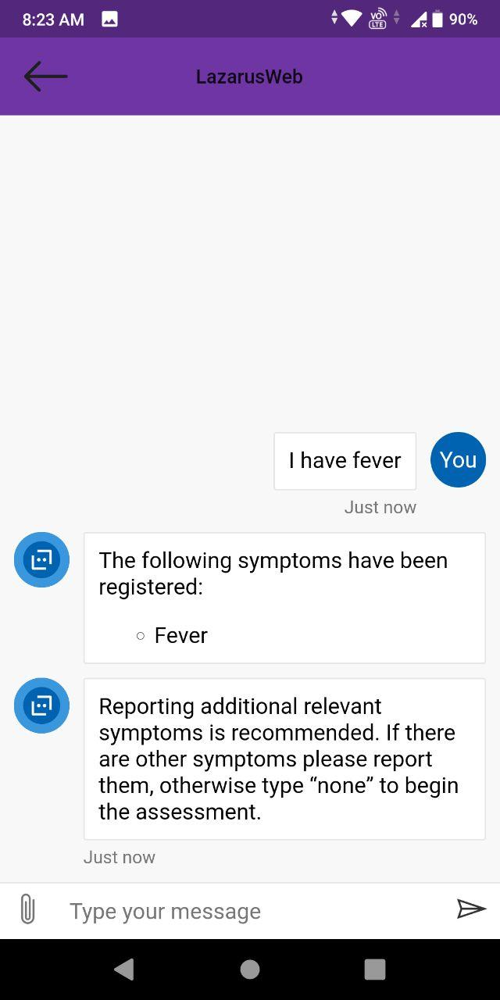 8:23 AM
VO
LTE
90%
LazarusWeb
I have fever
You
Just now
The following symptoms have been
registered:
Fever
Reporting additional relevant
symptoms is recommended. If there
are other symptoms please report
them, otherwise type “none” to begin
the assessment.
Just now
Type your message